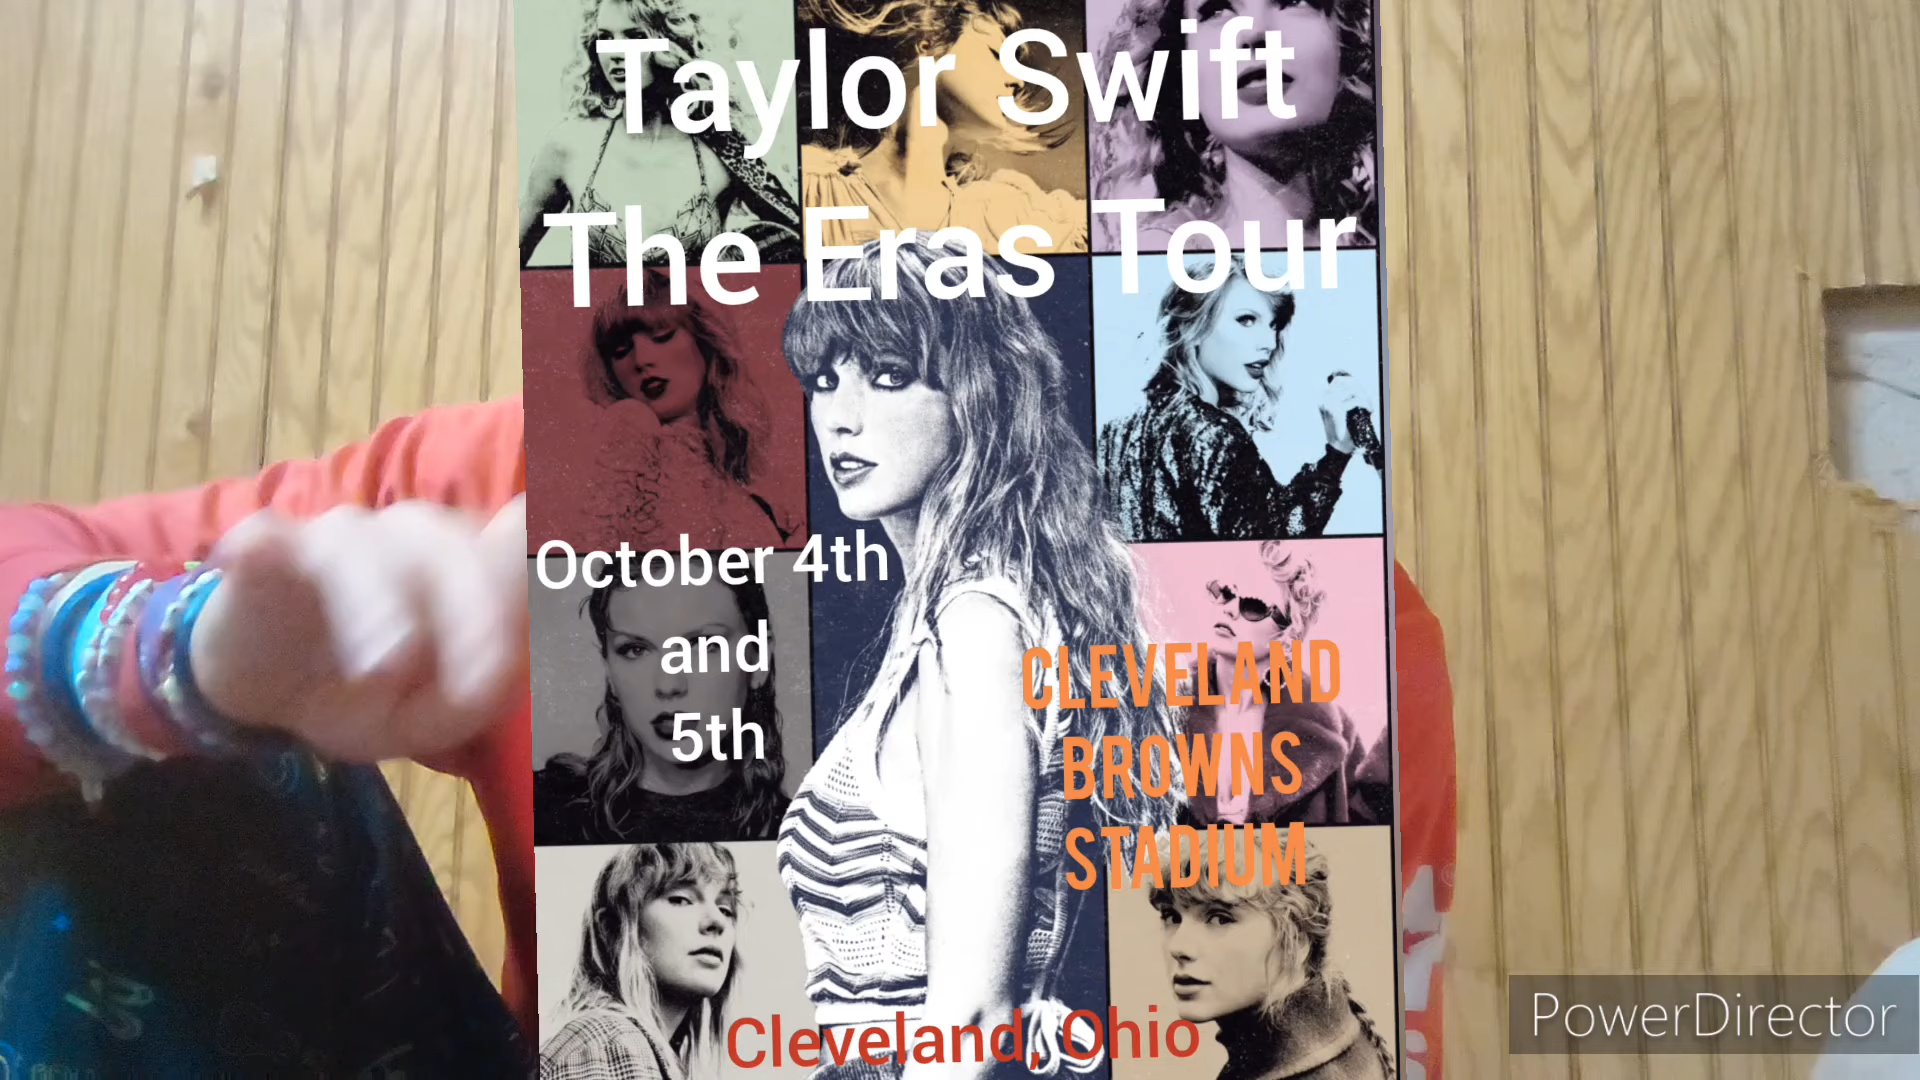 Taylor Swift
The Eras Tour
October 4th
and
5th
CLEVELAND
BROWNS
STADIUM
Cleveland, Ohio
PowerDirector